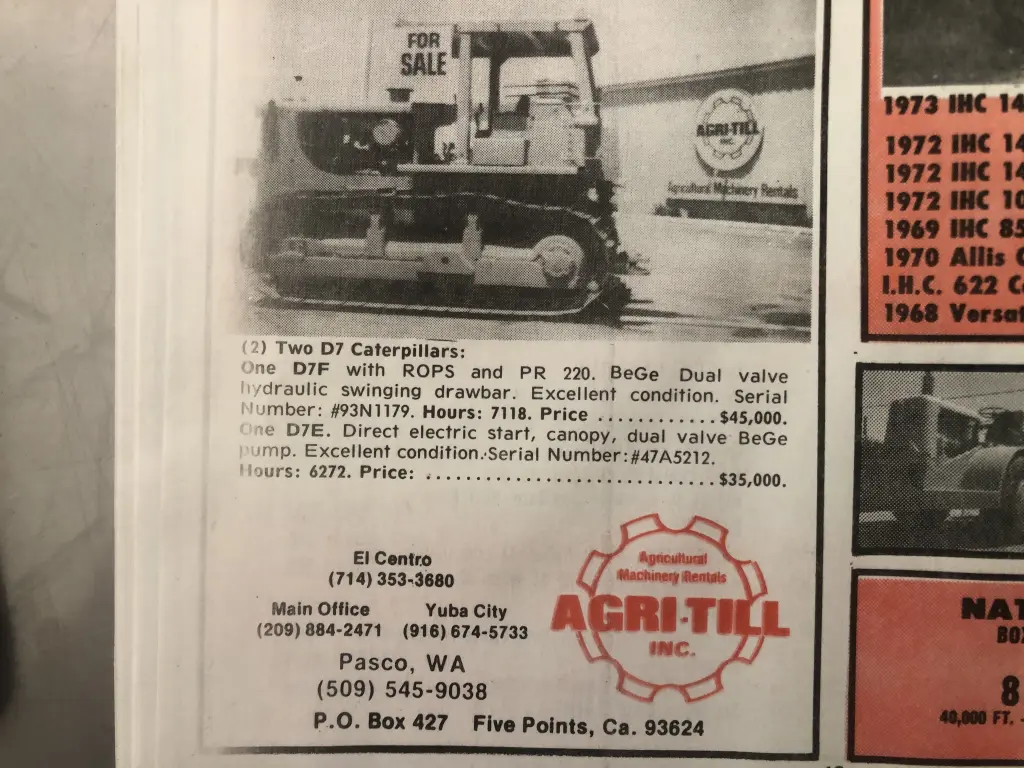 FOR
SALE
AGRI-TILL
INC.
Agricultural Machinery Rentals
(2) Two D7 Caterpillars:
One D7F with ROPS and PR 220. BeGe Dual valve
hydraulic swinging drawbar. Excellent condition. Serial
Number: #93N1179. Hours: 7118. Price ............$45,000.
One D7E. Direct electric start, canopy, dual valve BeGe
pump. Excellent condition. Serial Number:#47A5212.
Hours: 6272. Price: .............................$35,000.
El Centro
(714) 353-3680
Main Office Yuba City
(209) 884-2471 (916) 674-5733
Pasco, WA
(509) 545-9038
P.O. Box 427 Five Points, Ca. 93624
Agricultural
Machinery Rentals
AGRI-TILL
INC.
1973 IHC 14
1972 IHC 14
1972 IHC 14
1972 IHC 10
1969 IHC 85
1970 Allis
I.H.C. 622
1968 Versat
NAT
BOX
8
40,000 FT.